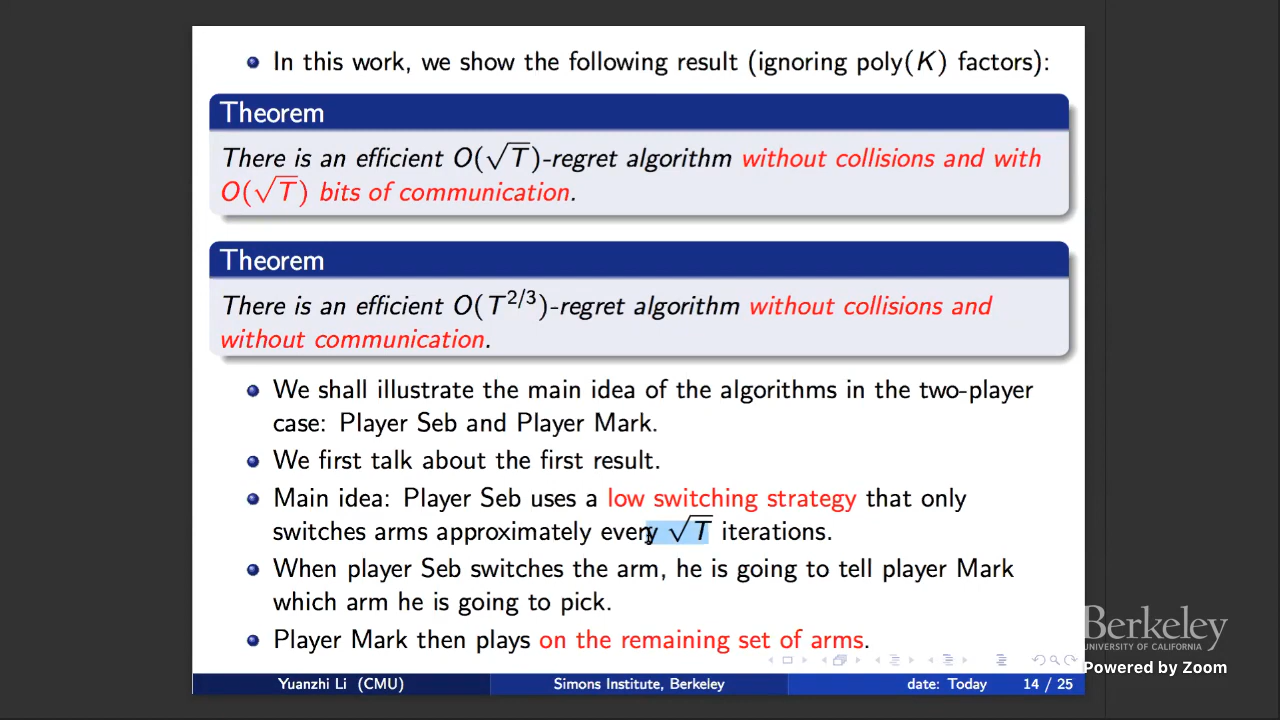 In this work, we show the following result (ignoring poly(K) factors):
Theorem
There is an efficient O(√T)-regret algorithm without collisions and with
O(√T) bits of communication.
Theorem
There is an efficient O(T^{2/3})-regret algorithm without collisions and
without communication.
We shall illustrate the main idea of the algorithms in the two-player
case: Player Seb and Player Mark.
We first talk about the first result.
Main idea: Player Seb uses a low switching strategy that only
switches arms approximately every √T iterations.
When player Seb switches the arm, he is going to tell player Mark
which arm he is going to pick.
Player Mark then plays on the remaining set of arms.
Berkeley
UNIVERSITY OF CALIFORNIA
Powered by Zoom
Yuanzhi Li (CMU) Simons Institute, Berkeley date: Today 14 / 25